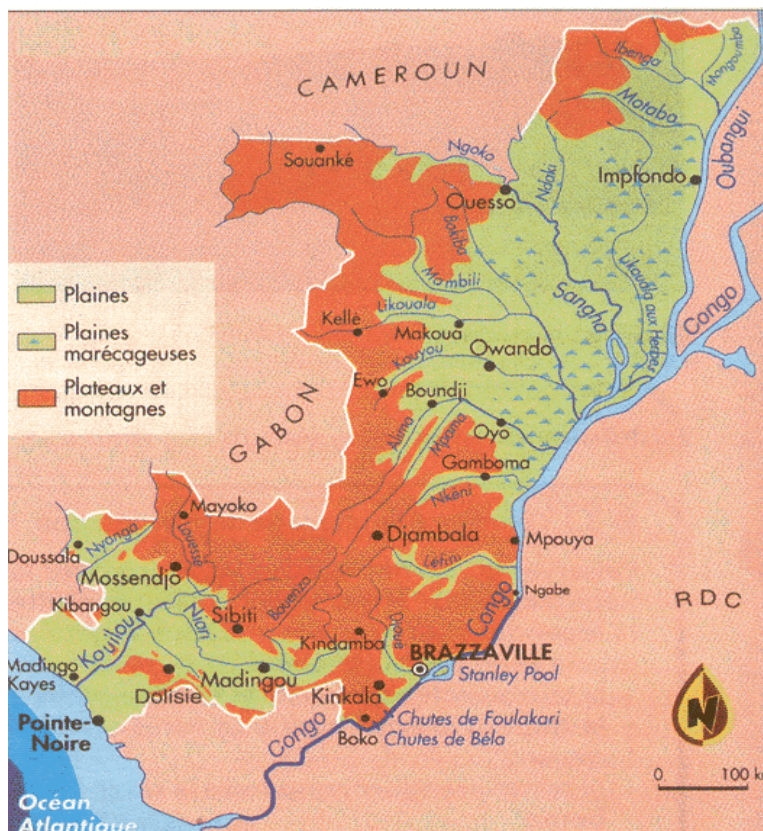 CAMEROUN
Ibenga
Mongoumba
Motaba
Oubangui
Ngoko
Souanké
Ndaki
Impfondo
Ouesso
Bokiba
Mambili
Likouala aux Herbes
Sangha
Congo
Plaines
Plaines
marécageuses
Plateaux et
montagnes
Likouala
Kellé
Makoua
Kouyou
Owando
Ewo
Boundji
GABON
Alima
Mpama
Oyo
Gamboma
Nkéni
Mayoko
Louessé
Nyanga
Doussala
Djambala
Mpouya
Léfini
Mossendjo
Ngabe
RDC
Kibangou
Bouenza
Congo
Sibiti
Niari
Kouilou
Kindamba
Djoué
BRAZZAVILLE
Stanley Pool
Madingo
Kayes
Dolisie
Madingou
Kinkala
N
Pointe-
Noire
Congo
Chutes de Foulakari
Boko
Chutes de Béla
0 100 km
Océan
Atlantique